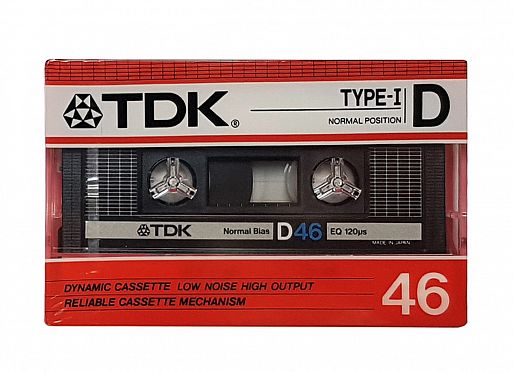 TDK®
TYPE-I D
NORMAL POSITION
TDK Normal Bias D46 EQ 120µs
MADE IN JAPAN
DYNAMIC CASSETTE LOW NOISE HIGH OUTPUT
RELIABLE CASSETTE MECHANISM
46